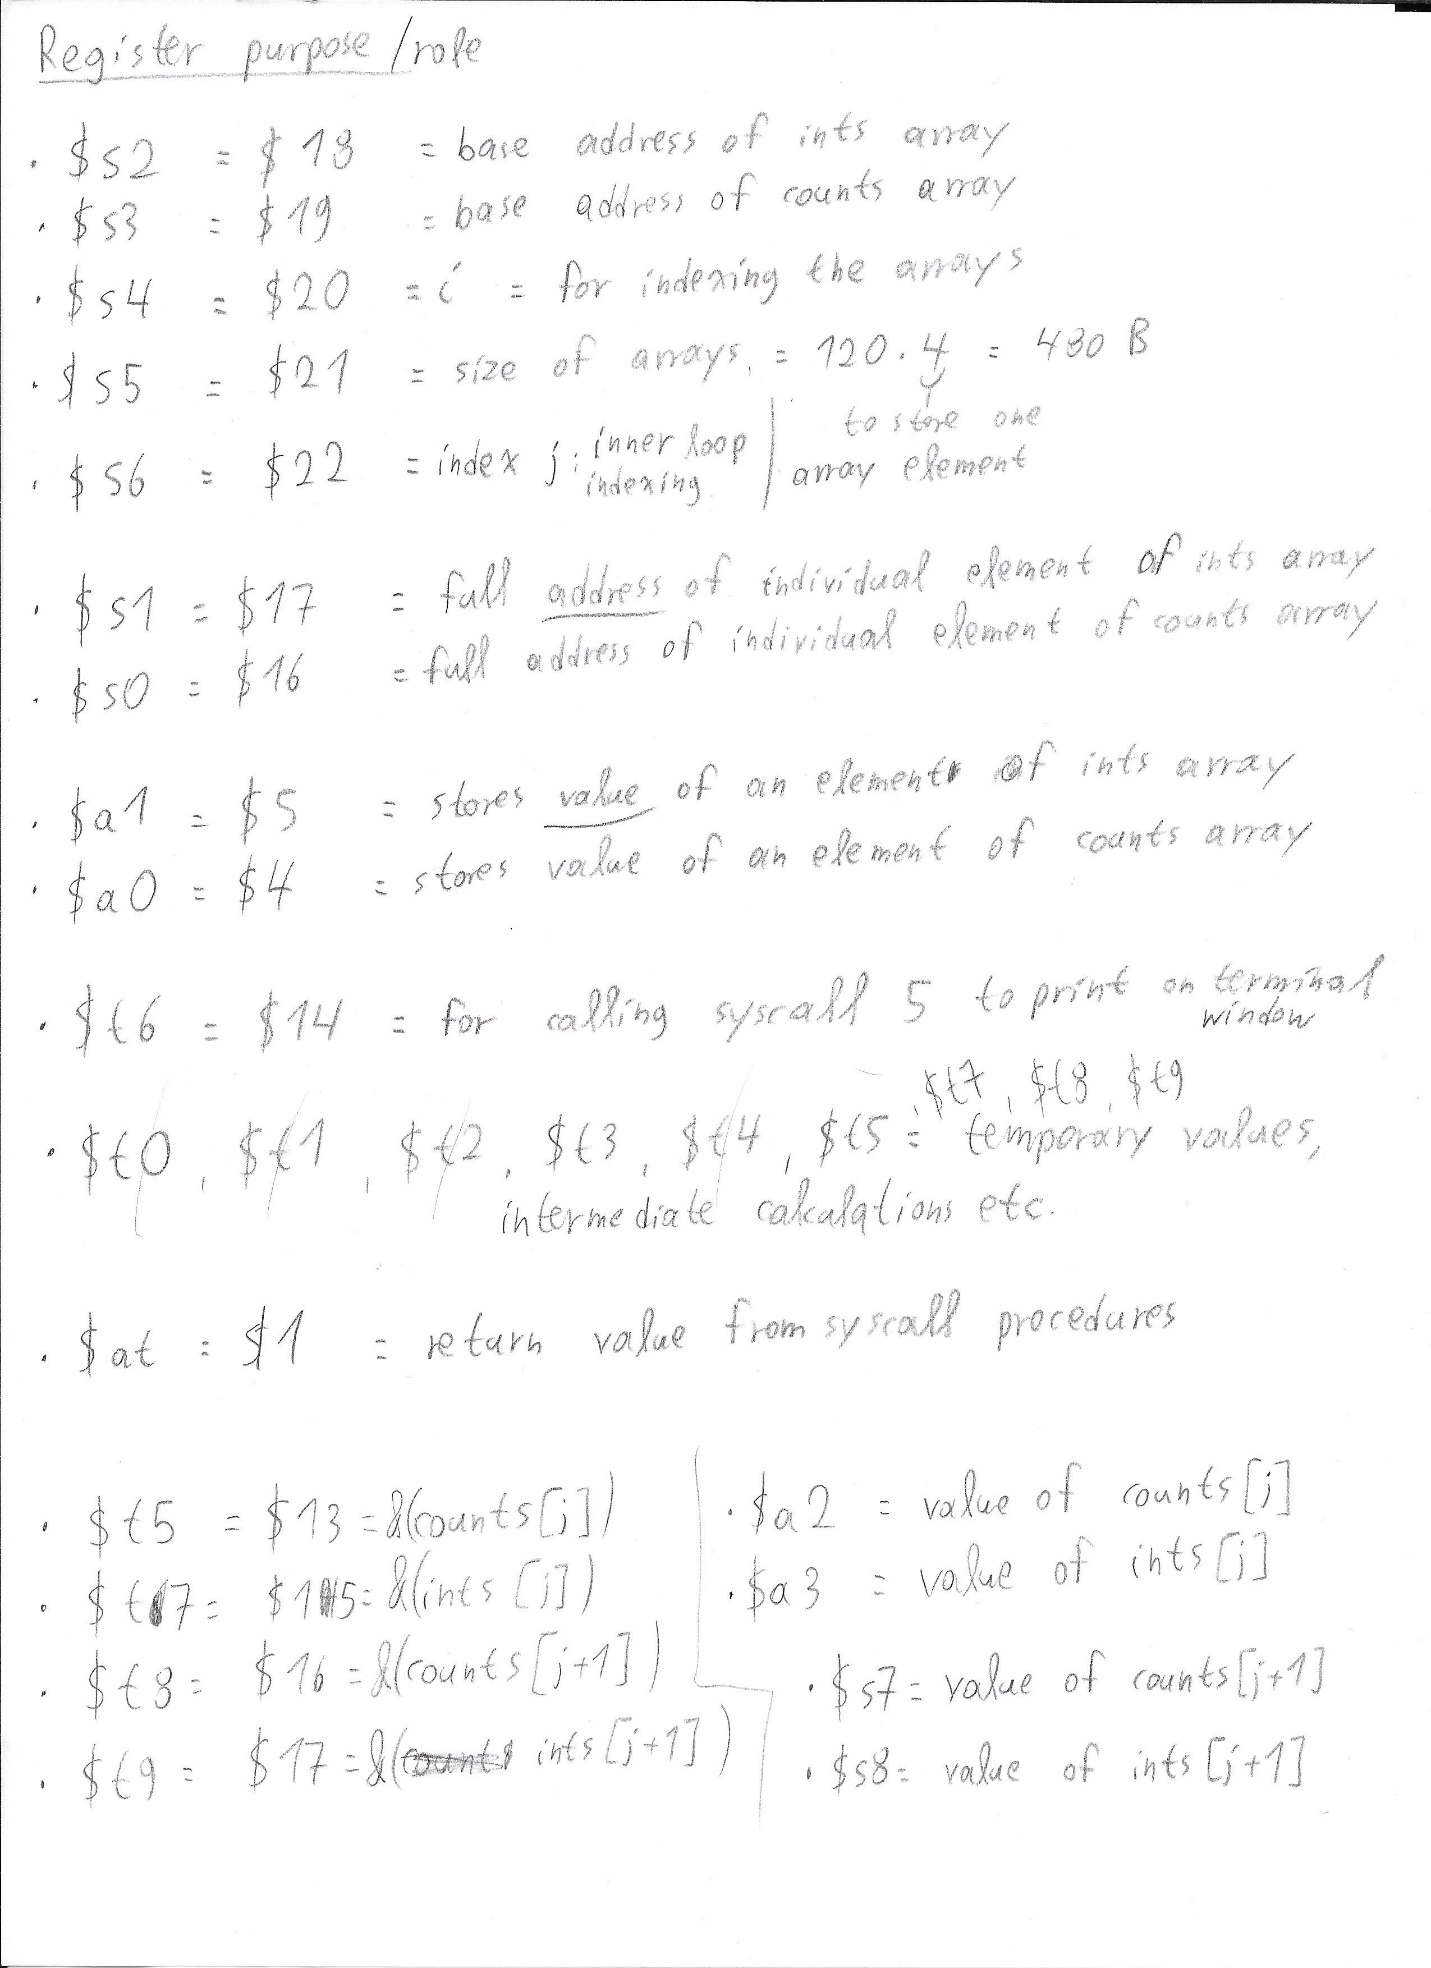 Register purpose/role
· $s2 = $18 = base address of ints array
· $s3 = $19 = base address of counts array
· $s4 = $20 = i = for indexing the arrays
· $s5 = $21 = size of arrays. = 120.4 = 480 B
to store one
array element
· $s6 = $22 = index j: inner loop
indexing
· $s1 = $17 = full address of individual element of ints array
· $s0 = $16 = full address of individual element of counts array
· $a1 = $5 = stores value of an element of ints array
· $a0 = $4 = stores value of an element of counts array
· $t6 = $14 = for calling syscall 5 to print on terminal
window
, $t7, $t8, $t9
· $t0, $t1, $t2, $t3, $t4, $t5 = temporary values,
intermediate calculations etc.
· $at = $1 = return value from syscall procedures
· $t5 = $13 = &(counts[j])
· $t7 = $15 = &(ints [j])
· $t8 = $16 = &(counts[j+1])
· $t9 = $17 = &( ints [j+1])
· $a2 = value of counts[j]
· $a3 = value of ints [j]
· $s7 = value of counts[j+1]
· $s8 = value of ints [j+1]